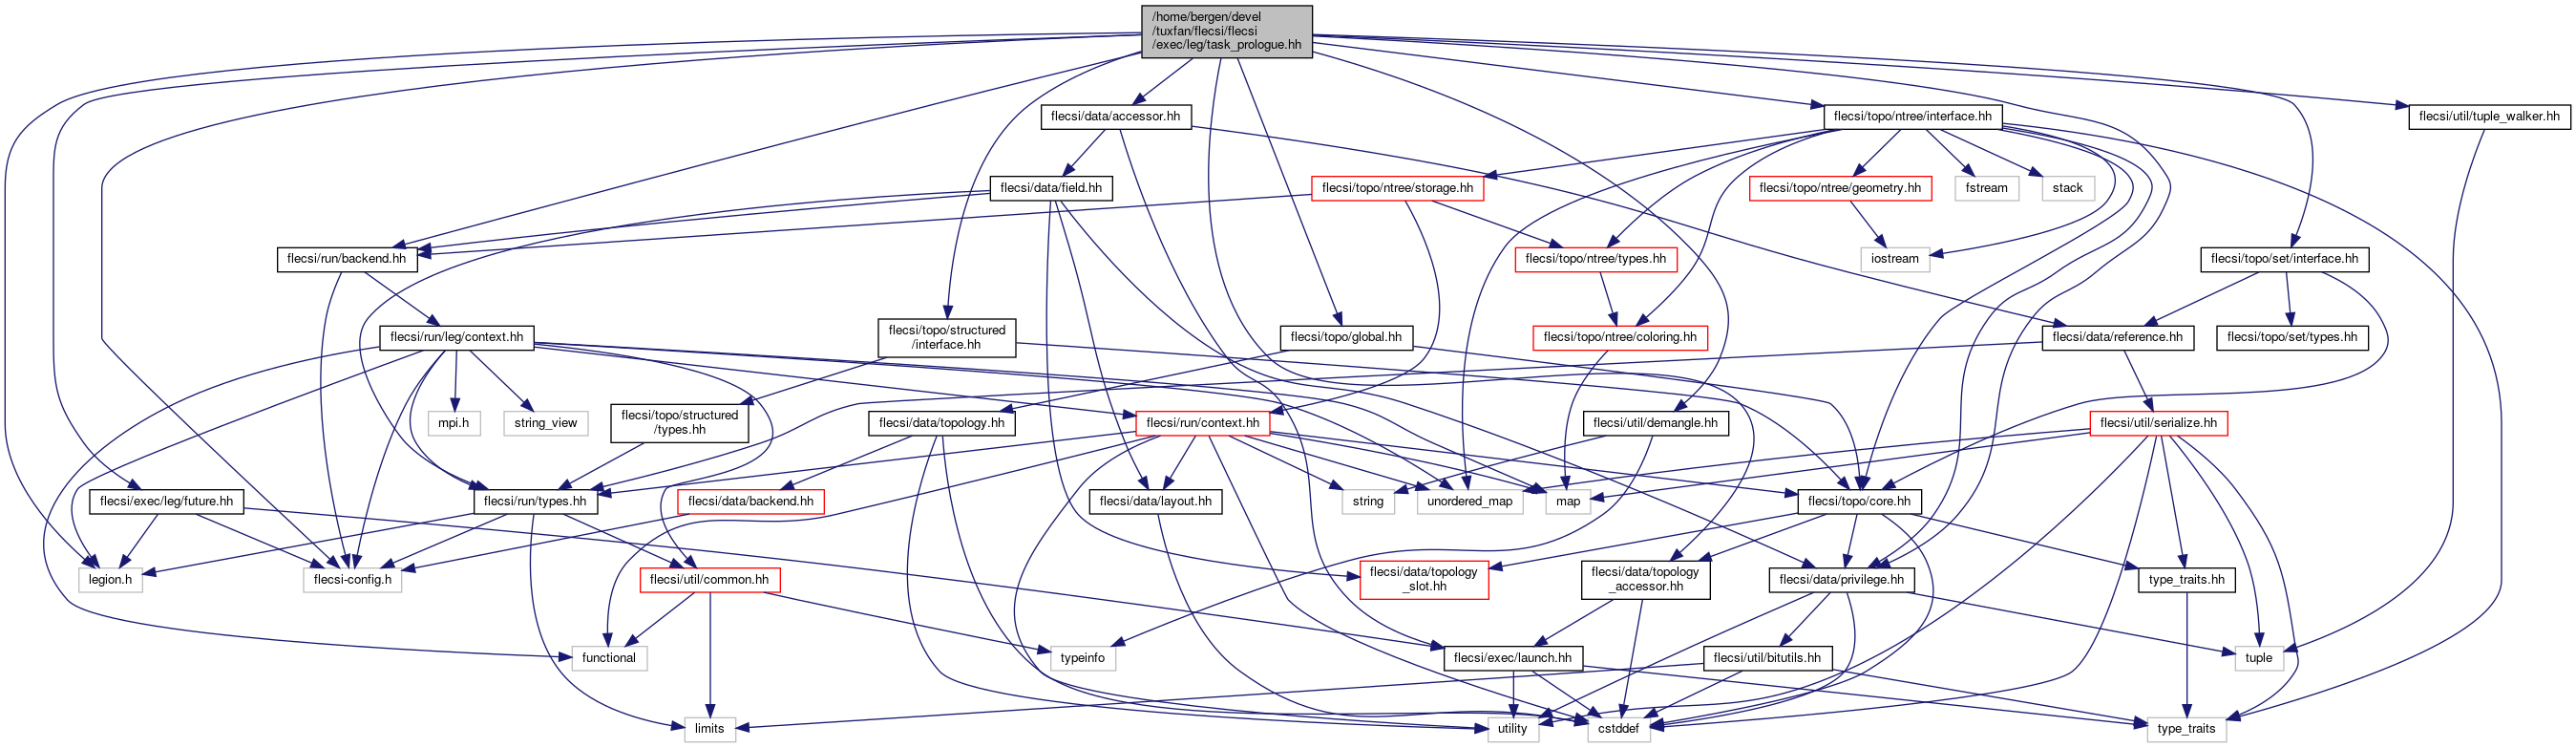 /home/bergen/devel
/tuxfan/flecsi/flecsi
/exec/leg/task_prologue.hh
flecsi/data/accessor.hh
flecsi/topo/ntree/interface.hh
flecsi/util/tuple_walker.hh
flecsi/data/field.hh
flecsi/topo/ntree/storage.hh
flecsi/topo/ntree/geometry.hh
fstream
stack
flecsi/run/backend.hh
flecsi/topo/ntree/types.hh
iostream
flecsi/topo/set/interface.hh
flecsi/run/leg/context.hh
flecsi/topo/structured
/interface.hh
flecsi/topo/global.hh
flecsi/topo/ntree/coloring.hh
flecsi/data/reference.hh
flecsi/topo/set/types.hh
mpi.h
string_view
flecsi/topo/structured
/types.hh
flecsi/data/topology.hh
flecsi/run/context.hh
flecsi/util/demangle.hh
flecsi/util/serialize.hh
flecsi/exec/leg/future.hh
flecsi/run/types.hh
flecsi/data/backend.hh
flecsi/data/layout.hh
string
unordered_map
map
flecsi/topo/core.hh
legion.h
flecsi-config.h
flecsi/util/common.hh
flecsi/data/topology
_slot.hh
flecsi/data/topology
_accessor.hh
flecsi/data/privilege.hh
type_traits.hh
functional
typeinfo
flecsi/exec/launch.hh
flecsi/util/bitutils.hh
tuple
limits
utility
cstddef
type_traits